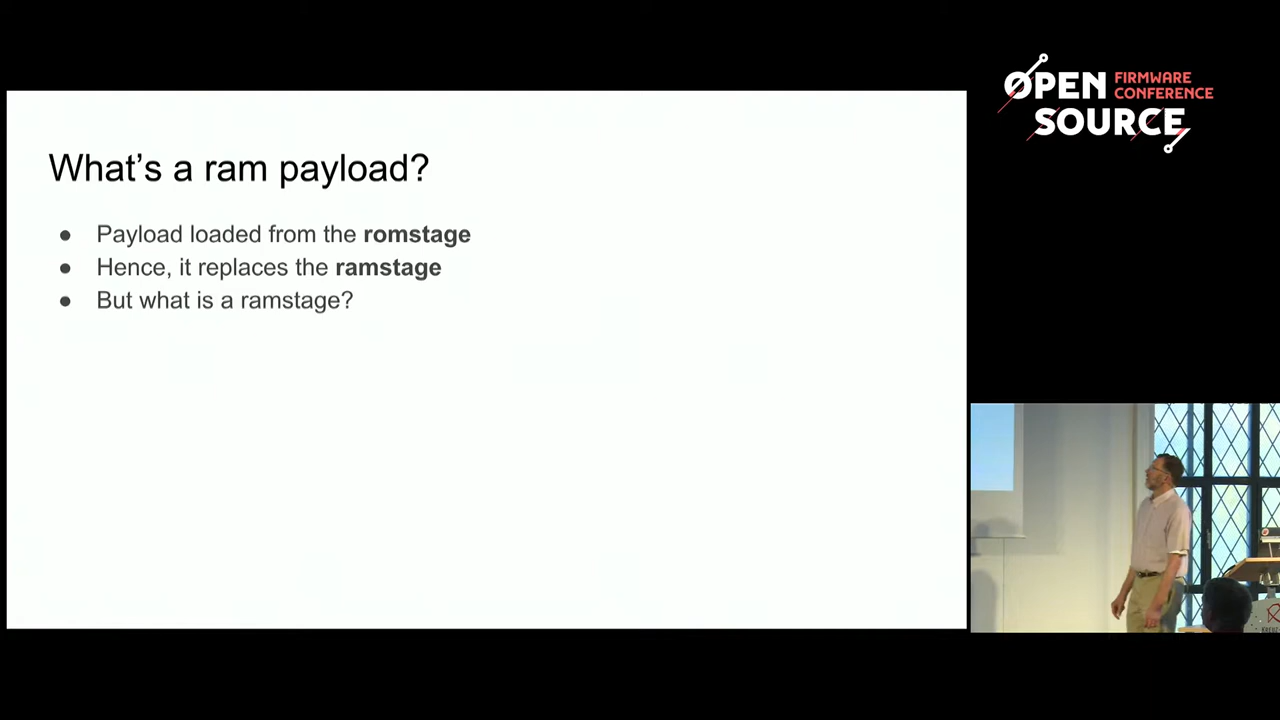 What's a ram payload?
● Payload loaded from the romstage
● Hence, it replaces the ramstage
● But what is a ramstage?
OPEN FIRMWARE CONFERENCE
SOURCE